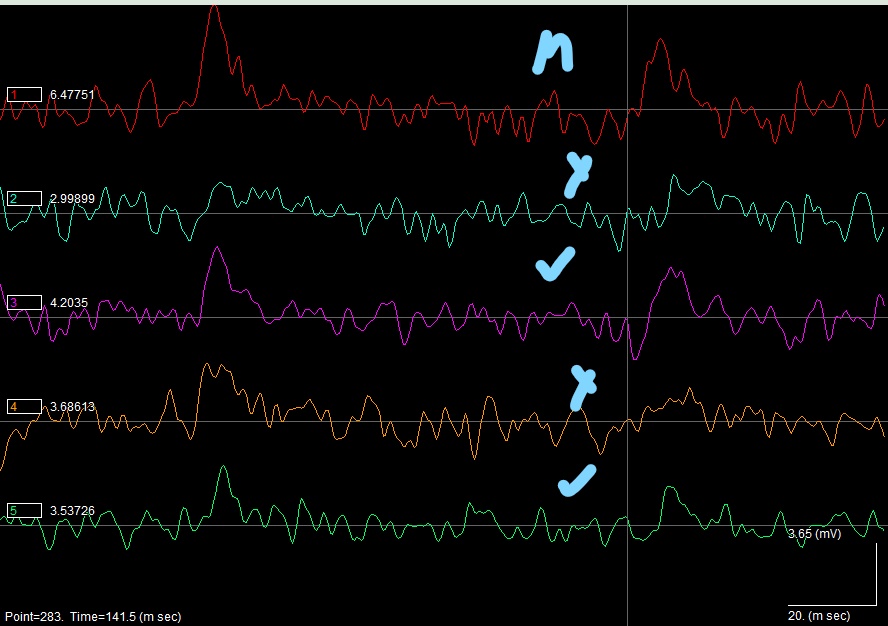 M
1 6.47751
2 2.99899
3 4.2035
4 3.68613
5 3.53726
3.65 (mV)
20. (m sec)
Point=283. Time=141.5 (m sec)